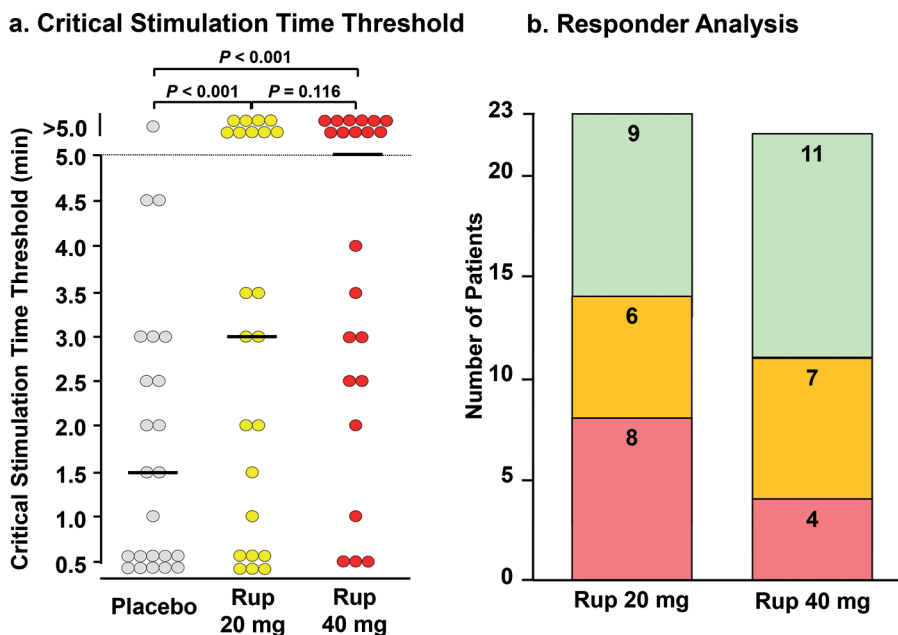 a. Critical Stimulation Time Threshold
P < 0.001
P < 0.001
P = 0.116
Critical Stimulation Time Threshold (min)
>5.0
5.0
4.5
4.0
3.5
3.0
2.5
2.0
1.5
1.0
0.5
Placebo
Rup
20 mg
Rup
40 mg
b. Responder Analysis
Number of Patients
23
20
15
10
5
0
9
6
8
11
7
4
Rup 20 mg
Rup 40 mg